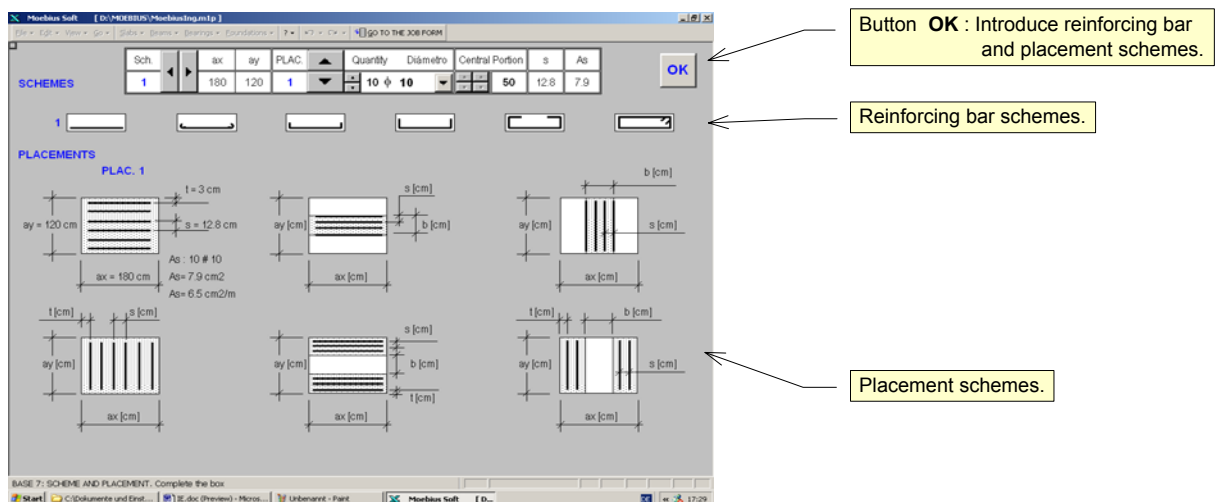 Moebius Soft [ D:\MOEBIUS\MoebiusIng.m1p ]
File Edit View Go Slabs Beams Bearings Foundations ? GO TO THE JOB FORM
SCHEMES
Sch. ax ay PLAC. Quantity Diámetro Central Portion s As
1 180 120 1 10 ϕ 10 50 12.8 7.9
OK
1
PLACEMENTS
PLAC. 1
t = 3 cm
ay = 120 cm
s = 12.8 cm
ax = 180 cm
As : 10 # 10
As= 7.9 cm2
As= 6.5 cm2/m
s [cm]
ay [cm]
b [cm]
ax [cm]
b [cm]
ay [cm]
s [cm]
ax [cm]
t [cm] s [cm]
ay [cm]
ax [cm]
s [cm]
ay [cm]
b [cm]
t [cm]
ax [cm]
t [cm] b [cm]
ay [cm]
s [cm]
ax [cm]
BASE 7: SCHEME AND PLACEMENT. Complete the box
Start C:\Dokumente und Einst... .doc (Preview) - Micros... Unbenannt - Paint Moebius Soft [ D... 17:29
Button OK : Introduce reinforcing bar
and placement schemes.
Reinforcing bar schemes.
Placement schemes.